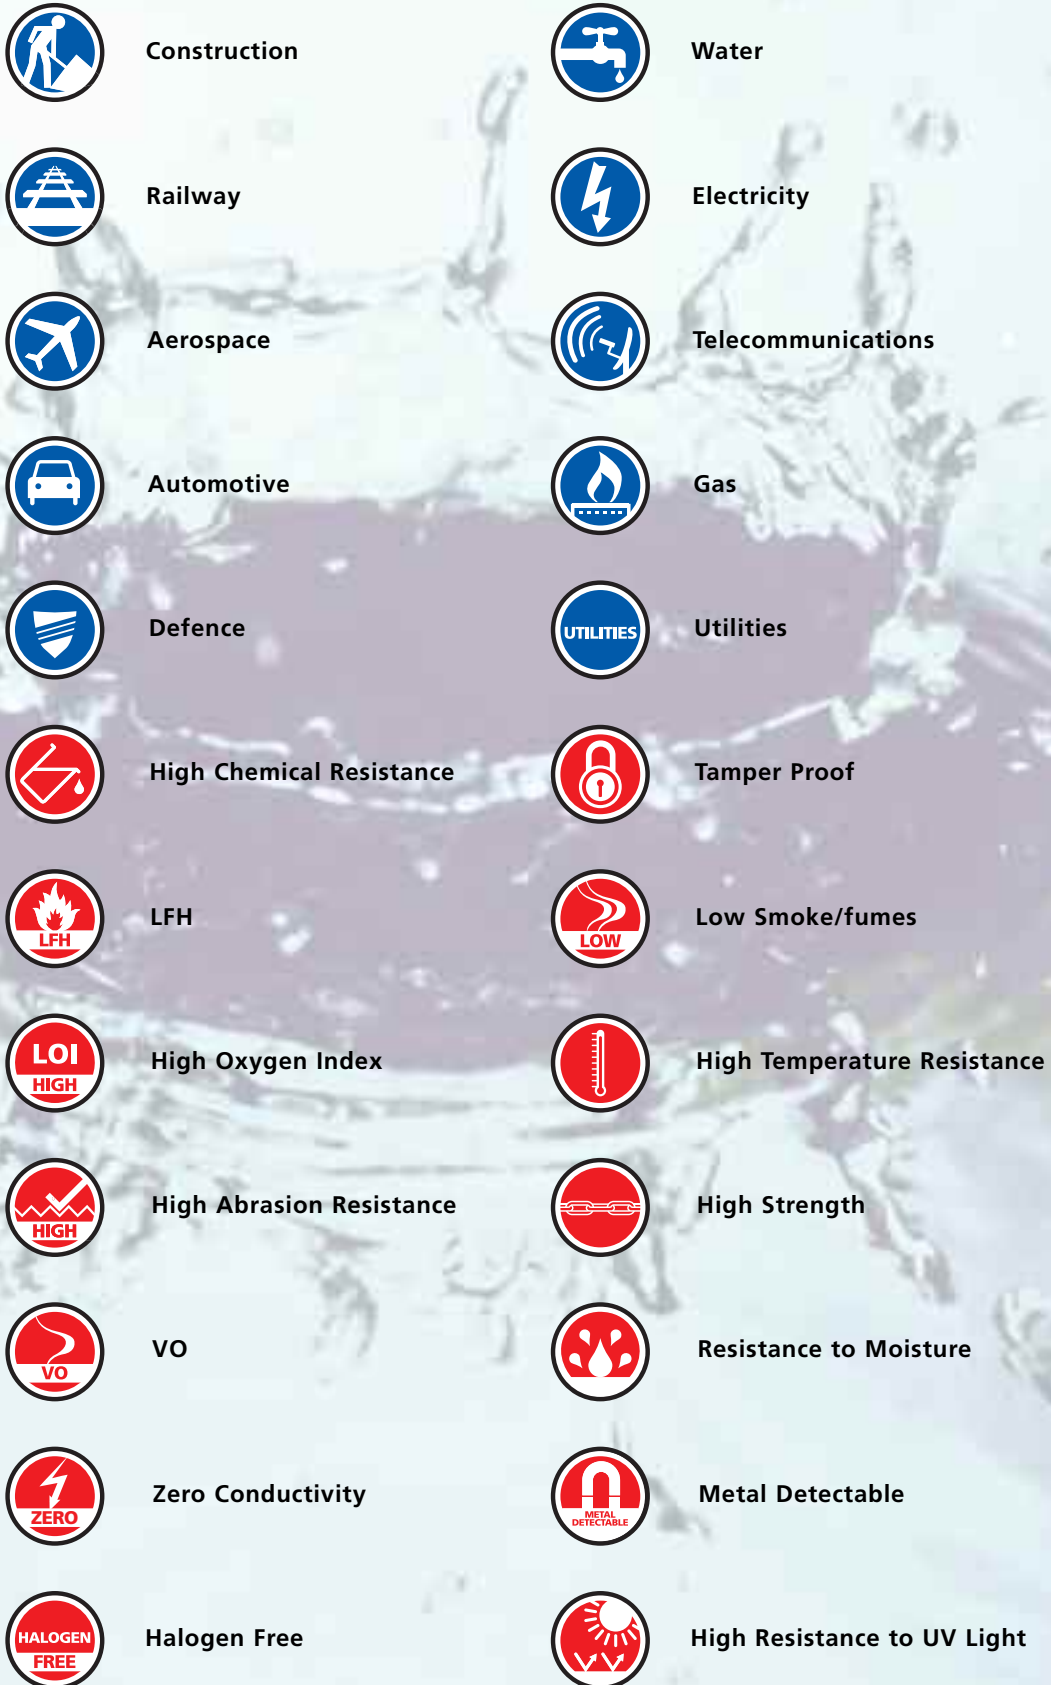 Construction
Water
Railway
Electricity
Aerospace
Telecommunications
Automotive
Gas
Defence
UTILITIES
Utilities
High Chemical Resistance
Tamper Proof
LFH
LFH
LOW
Low Smoke/fumes
LOI
HIGH
High Oxygen Index
High Temperature Resistance
HIGH
High Abrasion Resistance
High Strength
VO
VO
Resistance to Moisture
ZERO
Zero Conductivity
METAL
DETECTABLE
Metal Detectable
HALOGEN
FREE
Halogen Free
High Resistance to UV Light